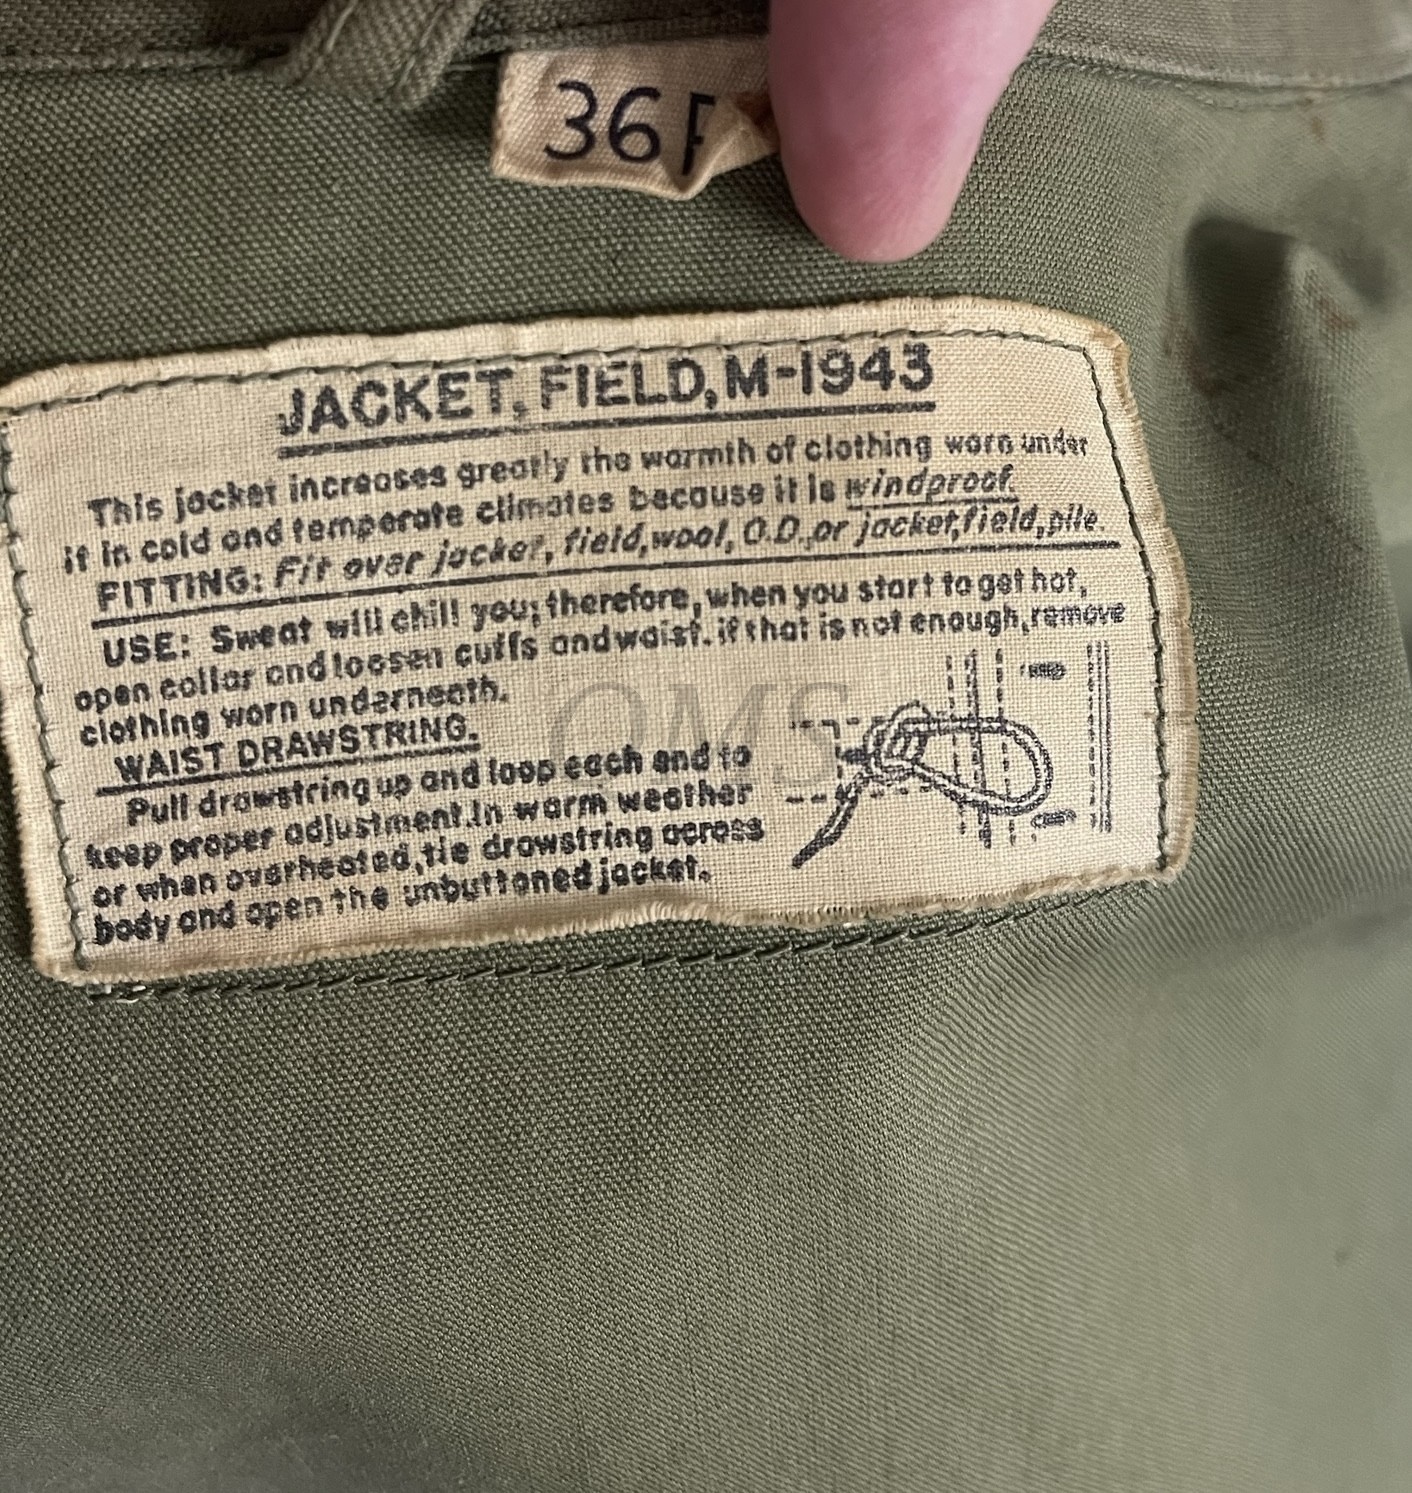 36R
JACKET, FIELD, M-1943
This jacket increases greatly the warmth of clothing worn under
it in cold and temperate climates because it is windproof.
FITTING: Fit over jacket, field, wool, O.D., or jacket, field, pile.
USE: Sweat will chill you; therefore, when you start to get hot,
open collar and loosen cuffs and waist. if that is not enough, remove
clothing worn underneath.
WAIST DRAWSTRING.
Pull drawstring up and loop each end to
keep proper adjustment. In warm weather
or when overheated, tie drawstring across
body and open the unbuttoned jacket.
QMS